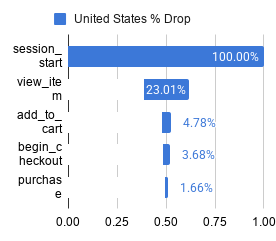 United States % Drop
session_
start
100.00%
view_ite
m
23.01%
add_to_
cart
4.78%
begin_c
heckout
3.68%
purchas
e
1.66%
0.00 0.25 0.50 0.75 1.00